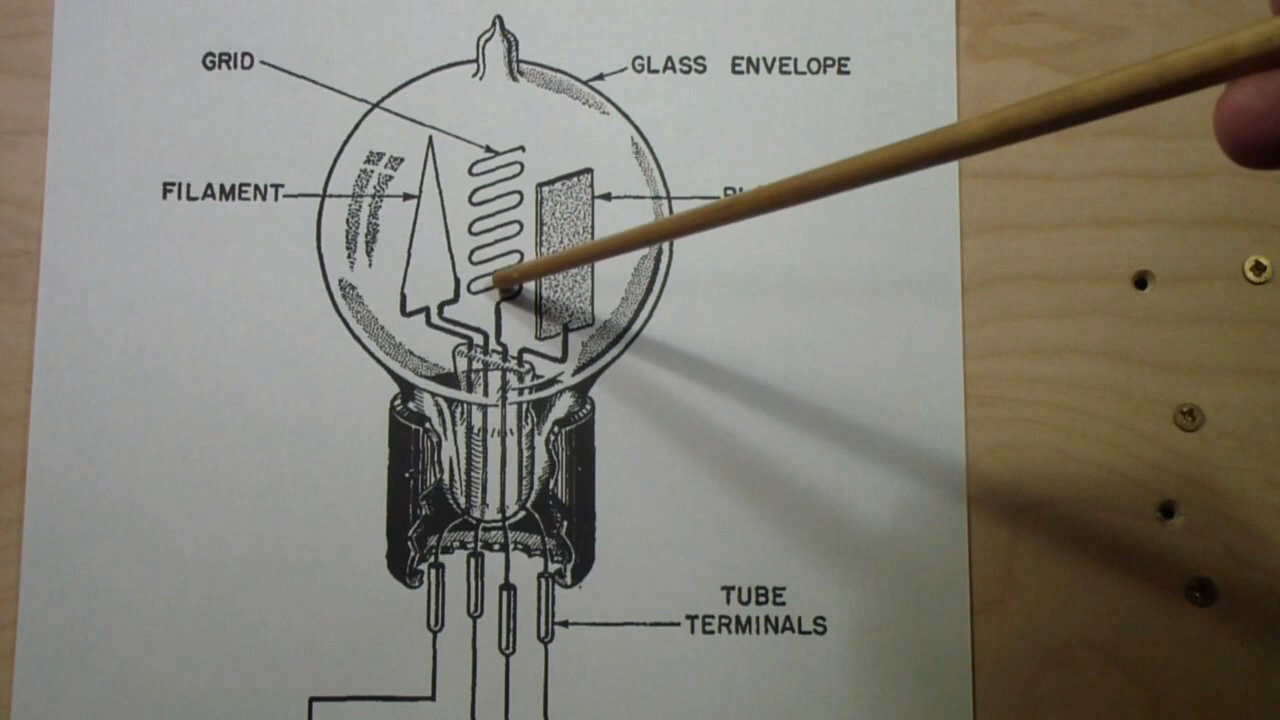 GRID
GLASS ENVELOPE
FILAMENT
TUBE
TERMINALS